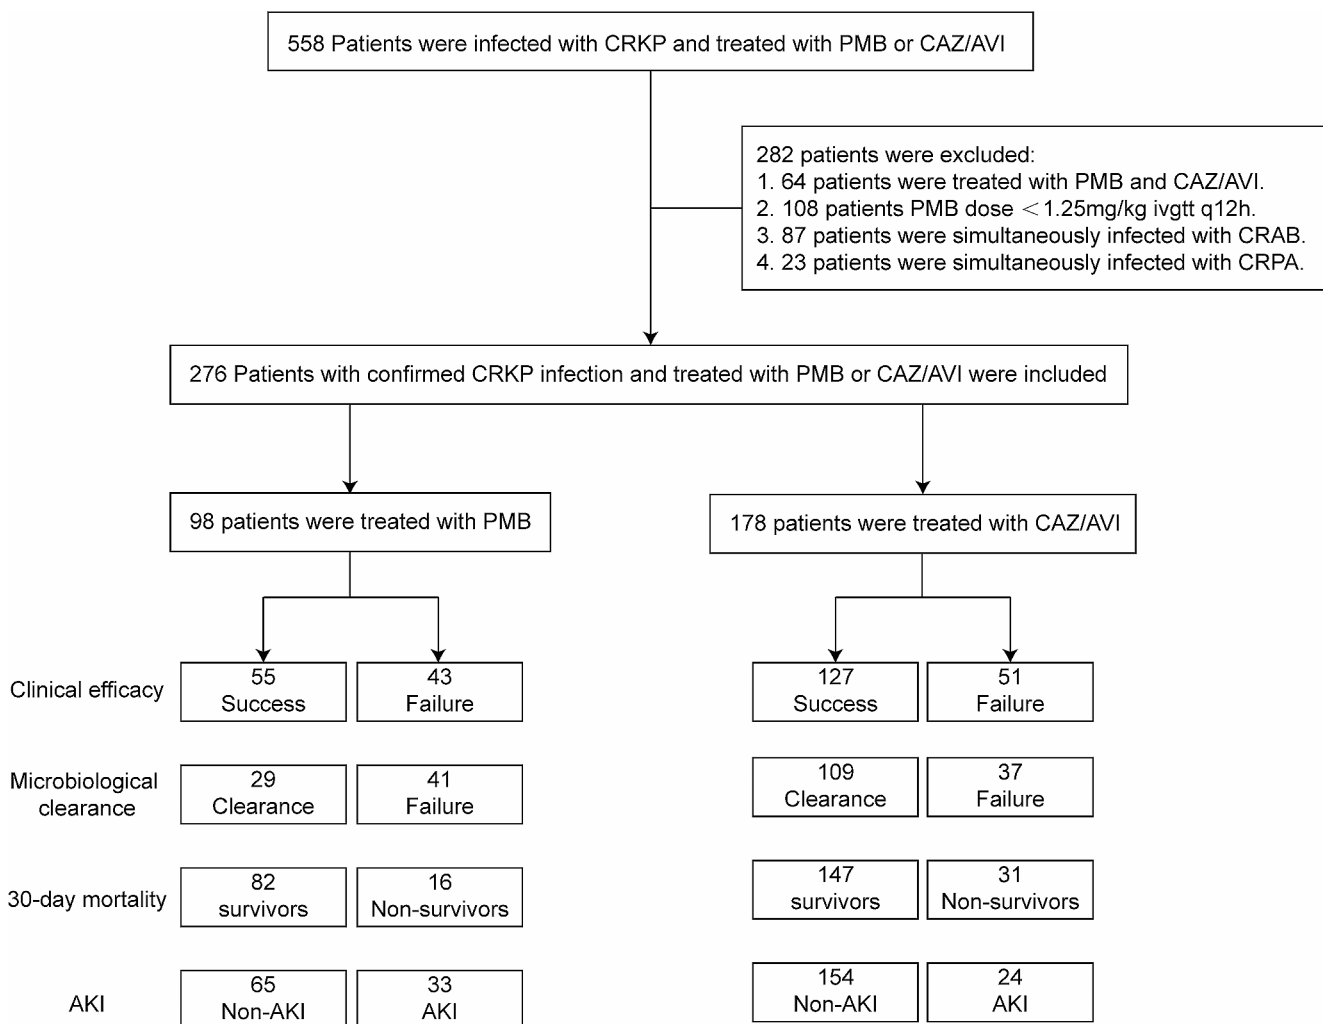 558 Patients were infected with CRKP and treated with PMB or CAZ/AVI
282 patients were excluded:
1. 64 patients were treated with PMB and CAZ/AVI.
2. 108 patients PMB dose <1.25mg/kg ivgtt q12h.
3. 87 patients were simultaneously infected with CRAB.
4. 23 patients were simultaneously infected with CRPA.
276 Patients with confirmed CRKP infection and treated with PMB or CAZ/AVI were included
98 patients were treated with PMB
178 patients were treated with CAZ/AVI
Clinical efficacy
55
Success
43
Failure
127
Success
51
Failure
Microbiological
clearance
29
Clearance
41
Failure
109
Clearance
37
Failure
30-day mortality
82
survivors
16
Non-survivors
147
survivors
31
Non-survivors
AKI
65
Non-AKI
33
AKI
154
Non-AKI
24
AKI